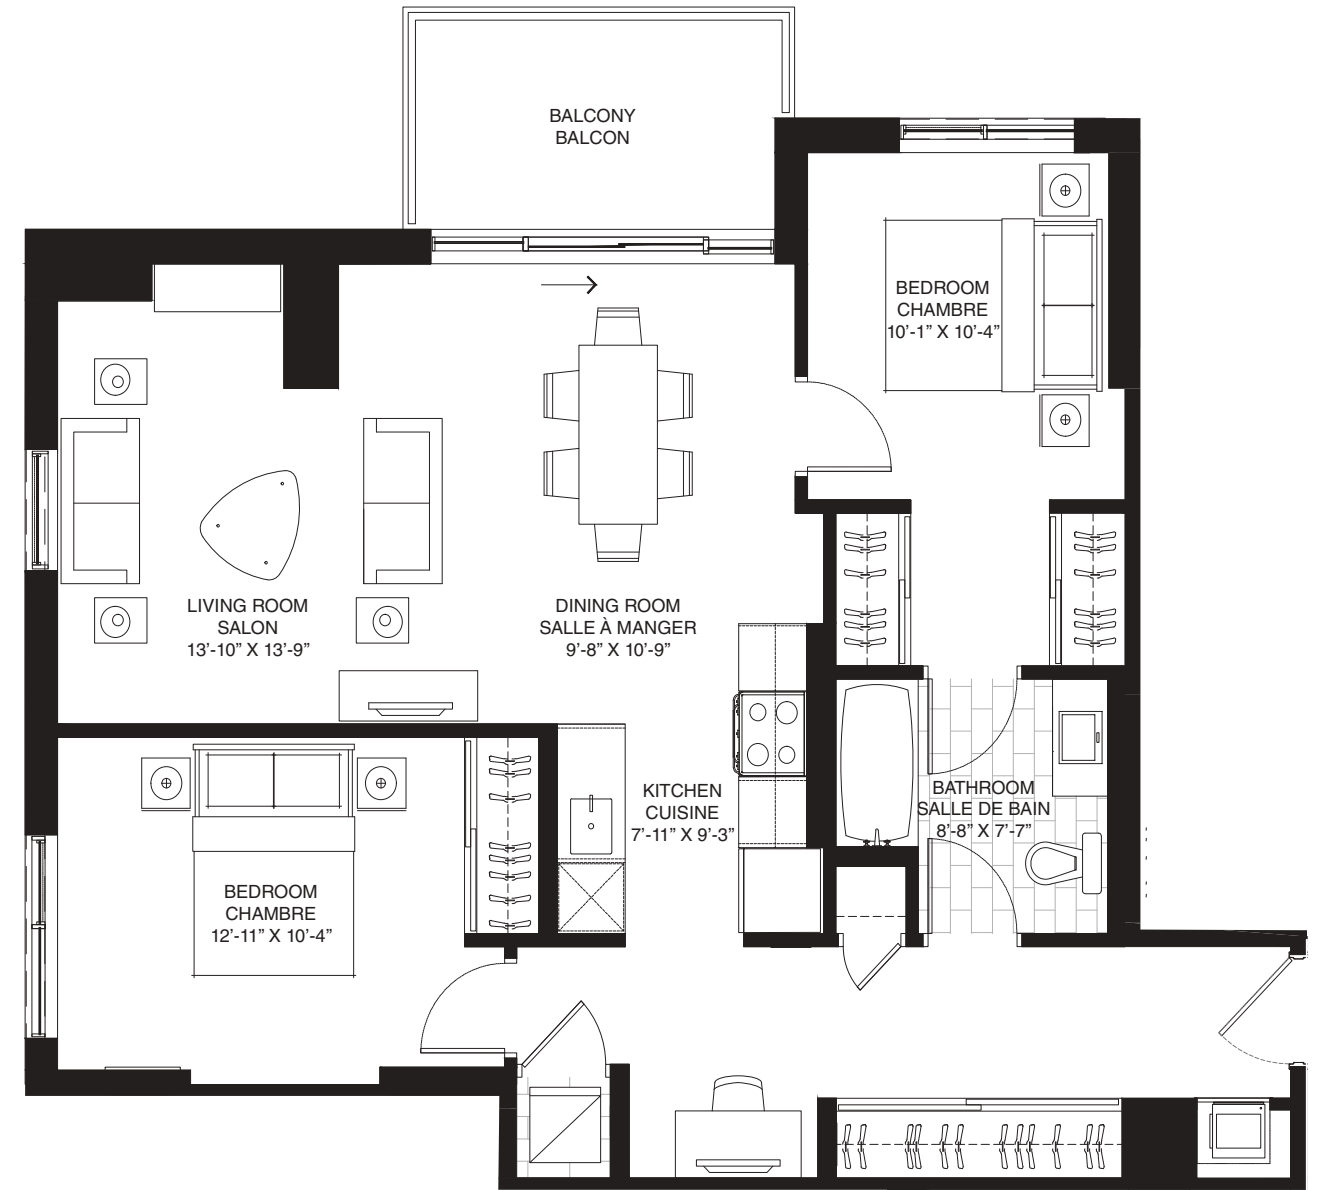 BALCONY
BALCON
BEDROOM
CHAMBRE
10’-1” X 10’-4”
LIVING ROOM
SALON
13’-10” X 13’-9”
DINING ROOM
SALLE À MANGER
9’-8” X 10’-9”
KITCHEN
CUISINE
7’-11” X 9’-3”
BATHROOM
SALLE DE BAIN
8’-8” X 7’-7”
BEDROOM
CHAMBRE
12’-11” X 10’-4”